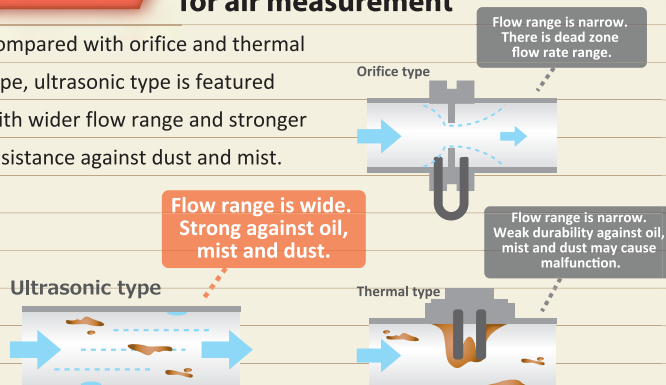 for air measurement
ompared with orifice and thermal
pe, ultrasonic type is featured
ith wider flow range and stronger
sistance against dust and mist.
Flow range is narrow.
There is dead zone
flow rate range.
Orifice type
Flow range is wide.
Strong against oil,
mist and dust.
Flow range is narrow.
Weak durability against oil,
mist and dust may cause
malfunction.
Ultrasonic type
Thermal type